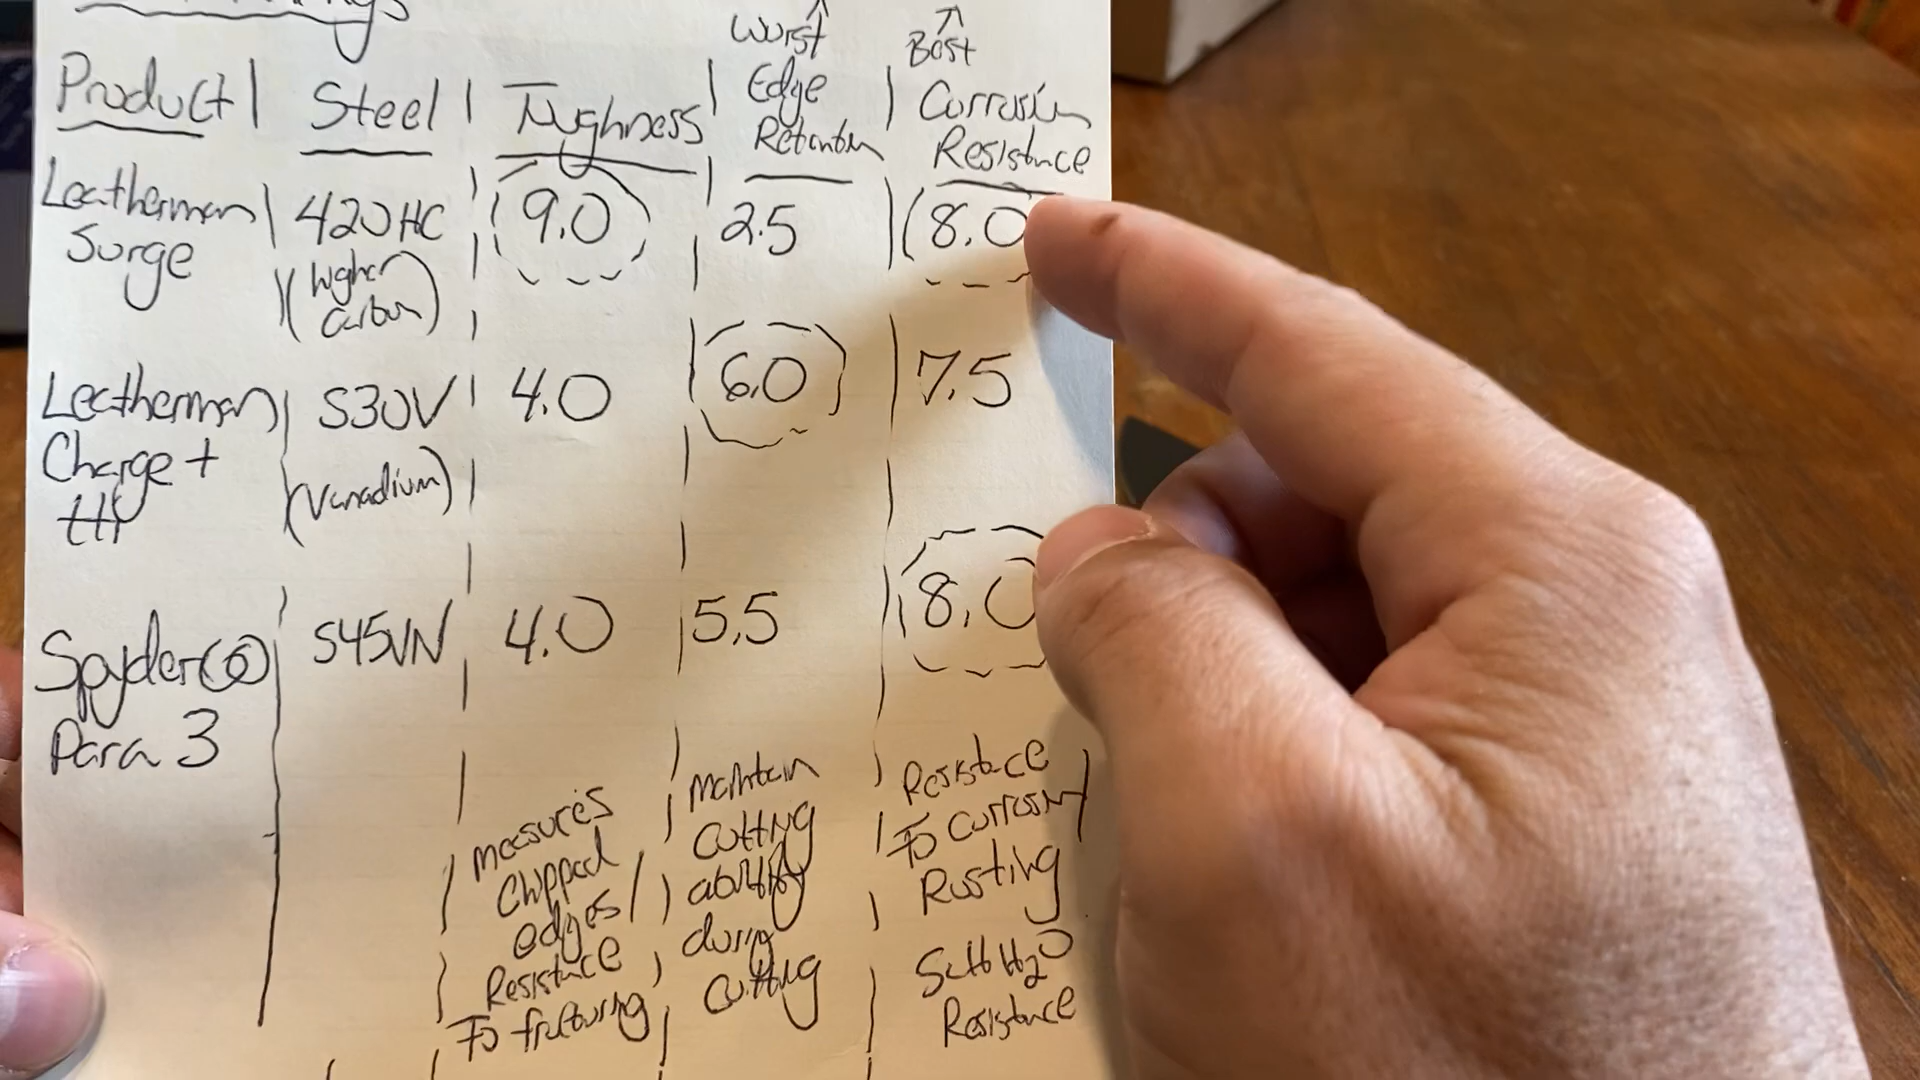 Worst Best
Product Steel Toughness Edge Retention Corrosion Resistance
Leatherman Surge 420HC (higher carbon) 9.0 2.5 8.0
Leatherman Charge + S30V (Vanadium) 4.0 6.0 7.5
Spyderco Para 3 S45VN 4.0 5.5 8.0
measures chipped edges/ Resistance To fracturing
maintain cutting ability during cutting
Resistance To corrosion/ Rusting
Salt H2O Resistance